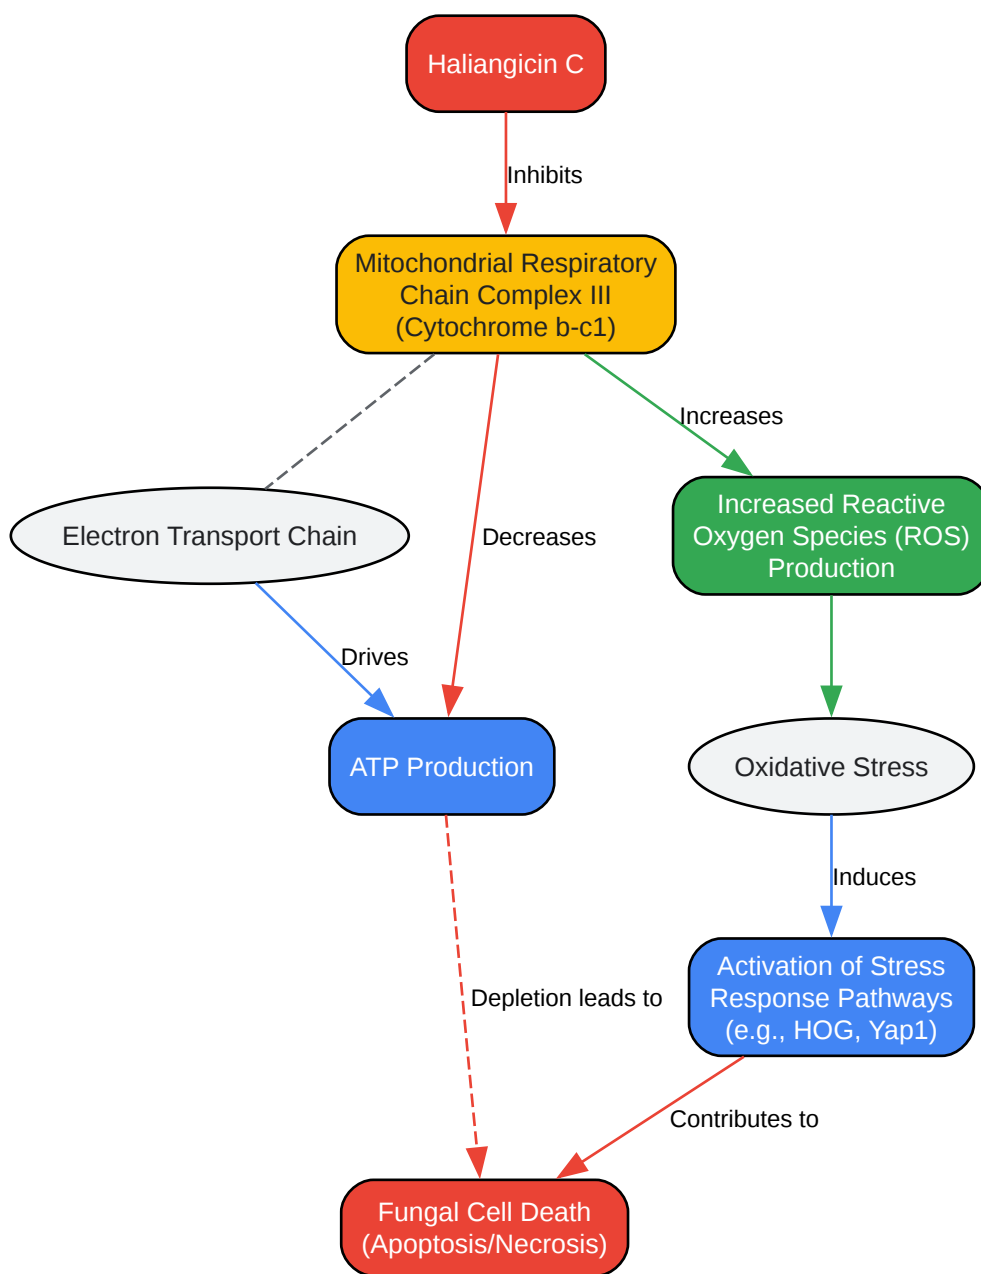 Haliangicin C
Inhibits
Mitochondrial Respiratory
Chain Complex III
(Cytochrome b-c1)
Increases
Increased Reactive
Oxygen Species (ROS)
Production
Electron Transport Chain
Decreases
Drives
ATP Production
Oxidative Stress
Induces
Activation of Stress
Response Pathways
(e.g., HOG, Yap1)
Depletion leads to
Contributes to
Fungal Cell Death
(Apoptosis/Necrosis)